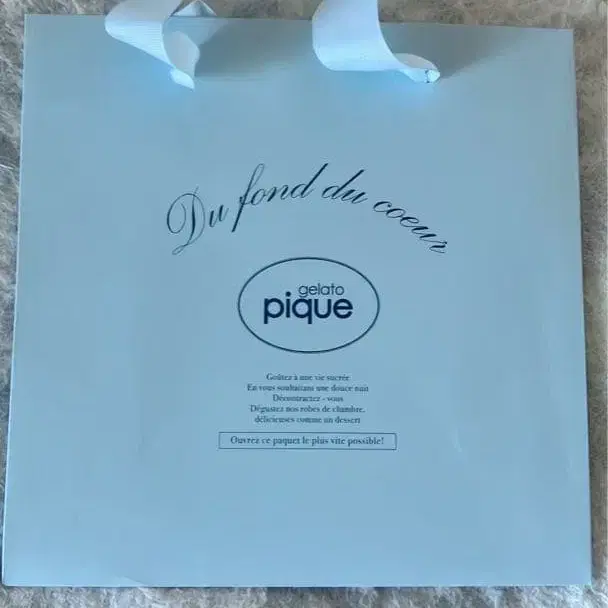 Du fond du coeur
gelato
pique
Goûtez à une vie sucrée
En vous souhaitant une douce nuit
Décontractez - vous
Dégustez nos robes de chambre,
délicieuses comme un dessert
Ouvrez ce paquet le plus vite possible!